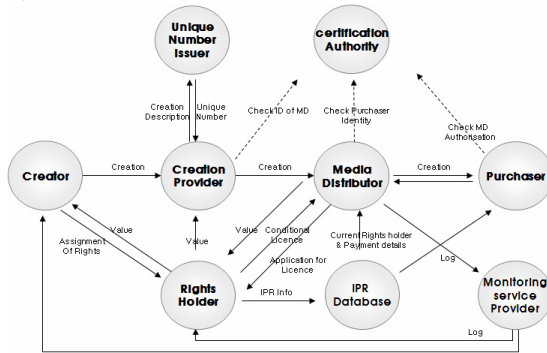 Unique
Number
Issuer
certification
Authority
Creation
Description
Unique
Number
Check ID of MD
Check Purchaser
Identity
Check MD
Authorisation
Creator
Creation
Creation
Provider
Creation
Media
Distributor
Creation
Purchaser
Value
Assignment
Of Rights
Value
Value
Conditional
Licence
Application for
Licence
Current Rights holder
& Payment details
Log
Rights
Holder
IPR Info
IPR
Database
Monitoring
service
Provider
Log